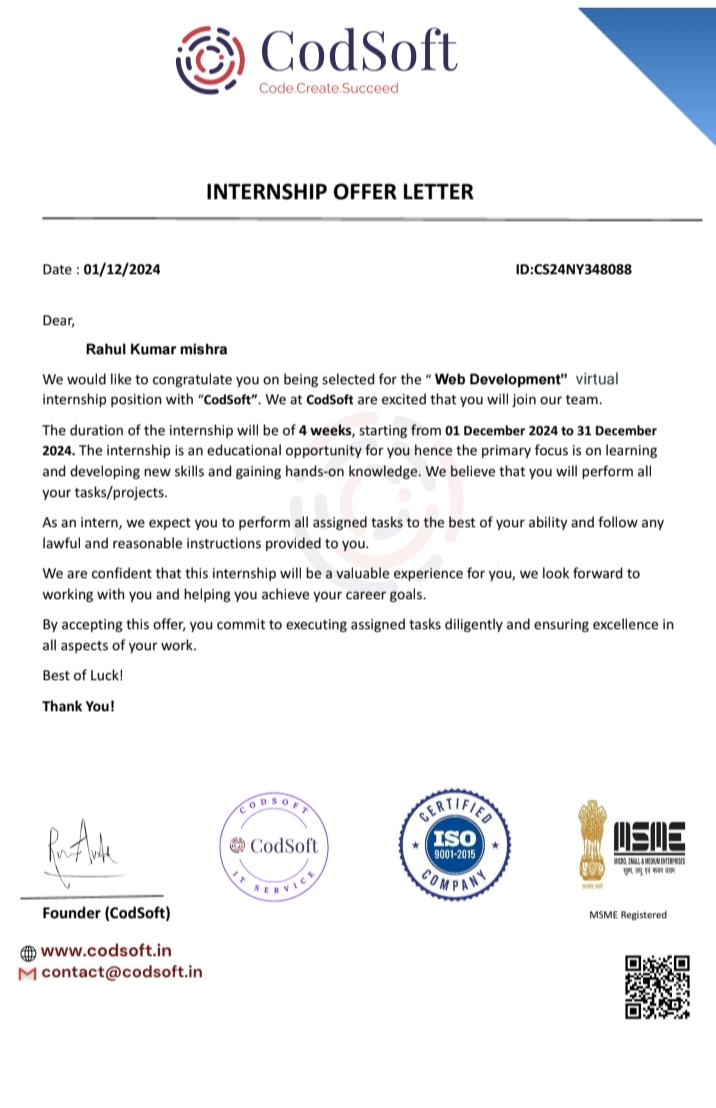 CodSoft
Code.Create.Succeed
INTERNSHIP OFFER LETTER
Date : 01/12/2024
ID:CS24NY348088
Dear,
Rahul Kumar mishra
We would like to congratulate you on being selected for the “ Web Development” virtual
internship position with “CodSoft”. We at CodSoft are excited that you will join our team.
The duration of the internship will be of 4 weeks, starting from 01 December 2024 to 31 December
2024. The internship is an educational opportunity for you hence the primary focus is on learning
and developing new skills and gaining hands-on knowledge. We believe that you will perform all
your tasks/projects.
As an intern, we expect you to perform all assigned tasks to the best of your ability and follow any
lawful and reasonable instructions provided to you.
We are confident that this internship will be a valuable experience for you, we look forward to
working with you and helping you achieve your career goals.
By accepting this offer, you commit to executing assigned tasks diligently and ensuring excellence in
all aspects of your work.
Best of Luck!
Thank You!
CODSOFT
CodSoft
IT SERVICE
CERTIFIED
ISO
9001-2015
COMPANY
MSME
MICRO, SMALL & MEDIUM ENTERPRISES
सूक्ष्म, लघु एवं मध्यम उद्यम
Founder (CodSoft)
MSME Registered
www.codsoft.in
contact@codsoft.in